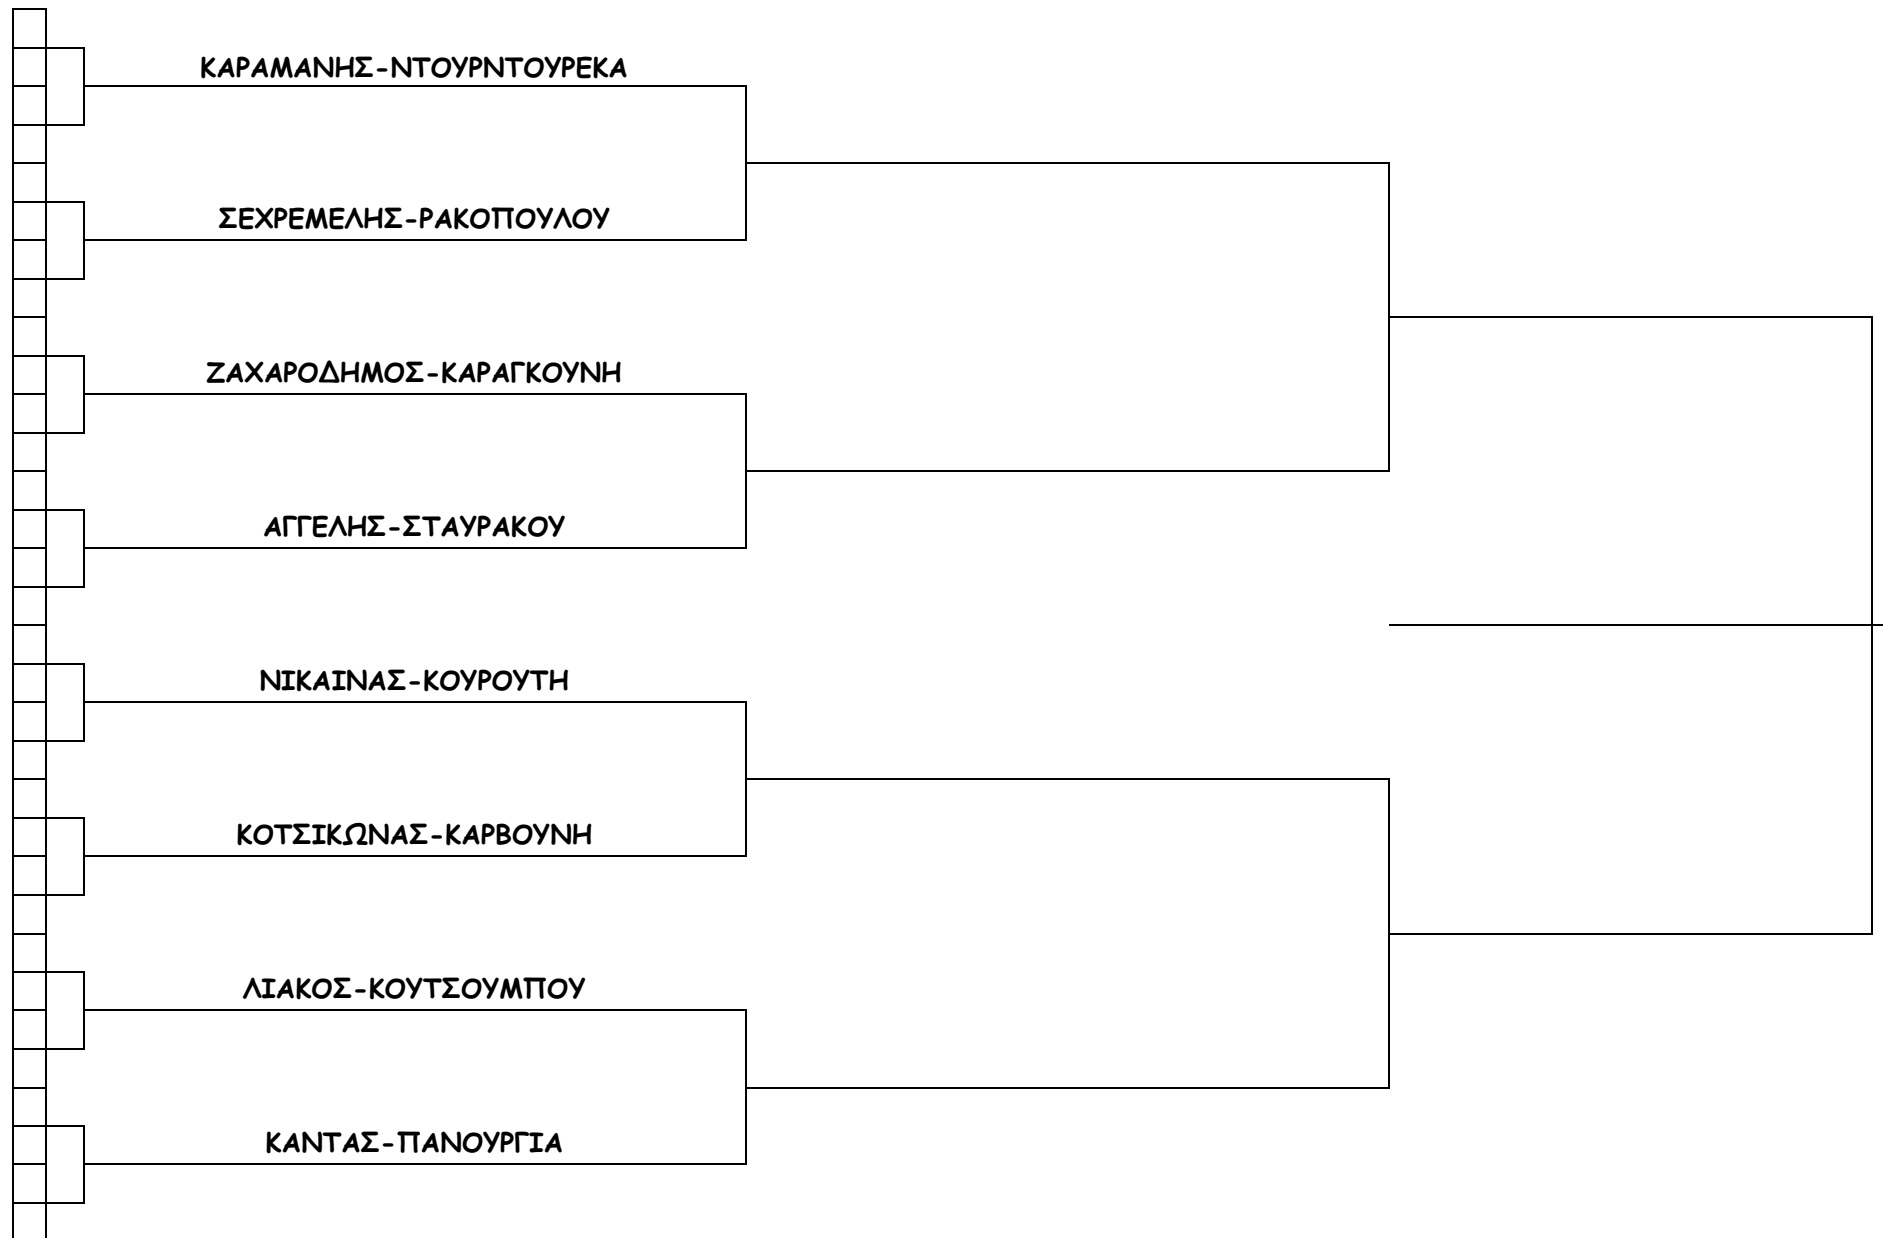 ΚΑΡΑΜΑΝΗΣ-ΝΤΟΥΡΝΤΟΥΡΕΚΑ
ΣΕΧΡΕΜΕΛΗΣ-ΡΑΚΟΠΟΥΛΟΥ
ΖΑΧΑΡΟΔΗΜΟΣ-ΚΑΡΑΓΚΟΥΝΗ
ΑΓΓΕΛΗΣ-ΣΤΑΥΡΑΚΟΥ
ΝΙΚΑΙΝΑΣ-ΚΟΥΡΟΥΤΗ
ΚΟΤΣΙΚΩΝΑΣ-ΚΑΡΒΟΥΝΗ
ΛΙΑΚΟΣ-ΚΟΥΤΣΟΥΜΠΟΥ
ΚΑΝΤΑΣ-ΠΑΝΟΥΡΓΙΑ